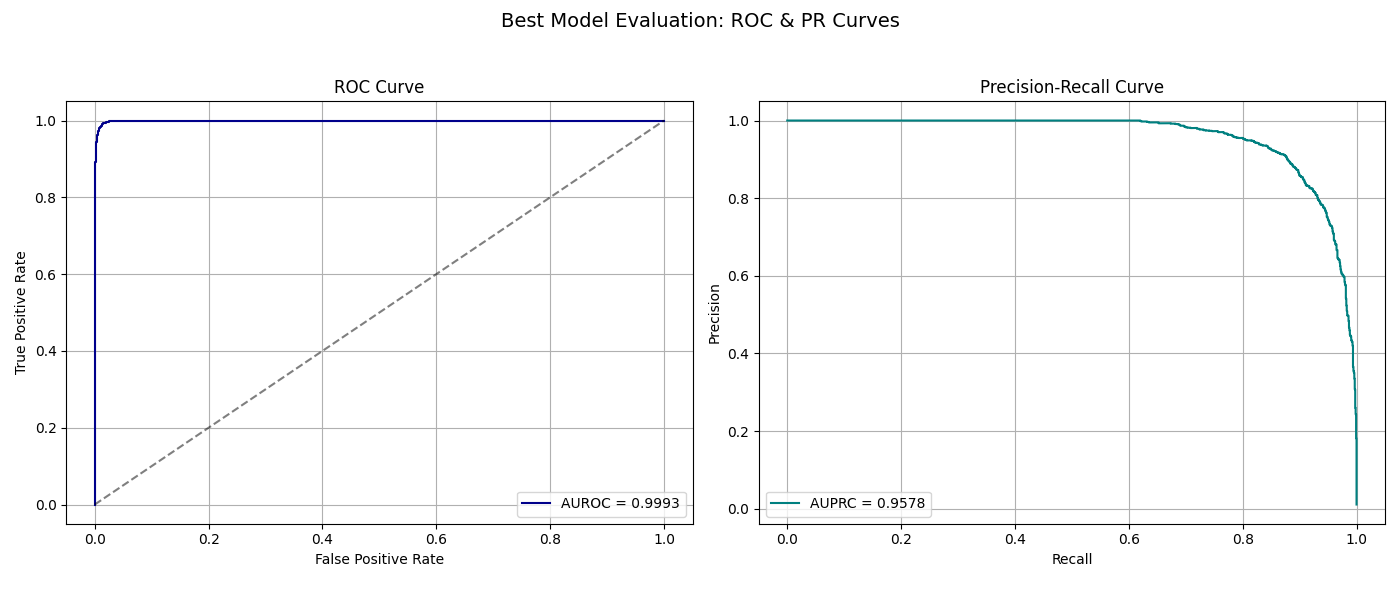 Best Model Evaluation: ROC & PR Curves
ROC Curve
True Positive Rate
1.0
0.8
0.6
0.4
0.2
0.0
0.0 0.2 0.4 0.6 0.8 1.0
False Positive Rate
AUROC = 0.9993
Precision-Recall Curve
Precision
1.0
0.8
0.6
0.4
0.2
0.0
0.0 0.2 0.4 0.6 0.8 1.0
Recall
AUPRC = 0.9578